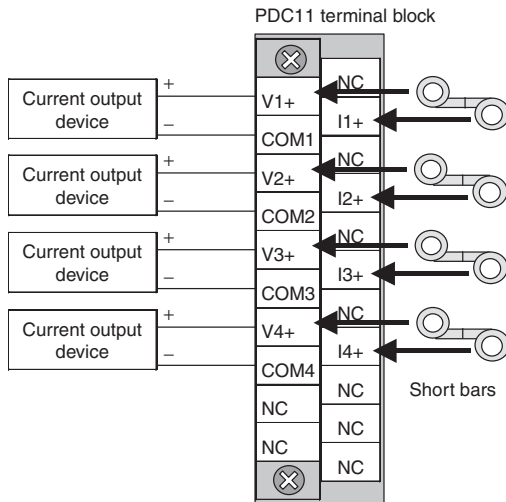 PDC11 terminal block
Current output
device
+
−
V1+
COM1
NC
I1+
Current output
device
+
−
V2+
COM2
NC
I2+
Current output
device
+
−
V3+
COM3
NC
I3+
Current output
device
+
−
V4+
COM4
NC
I4+
NC
NC
NC
NC
NC
Short bars